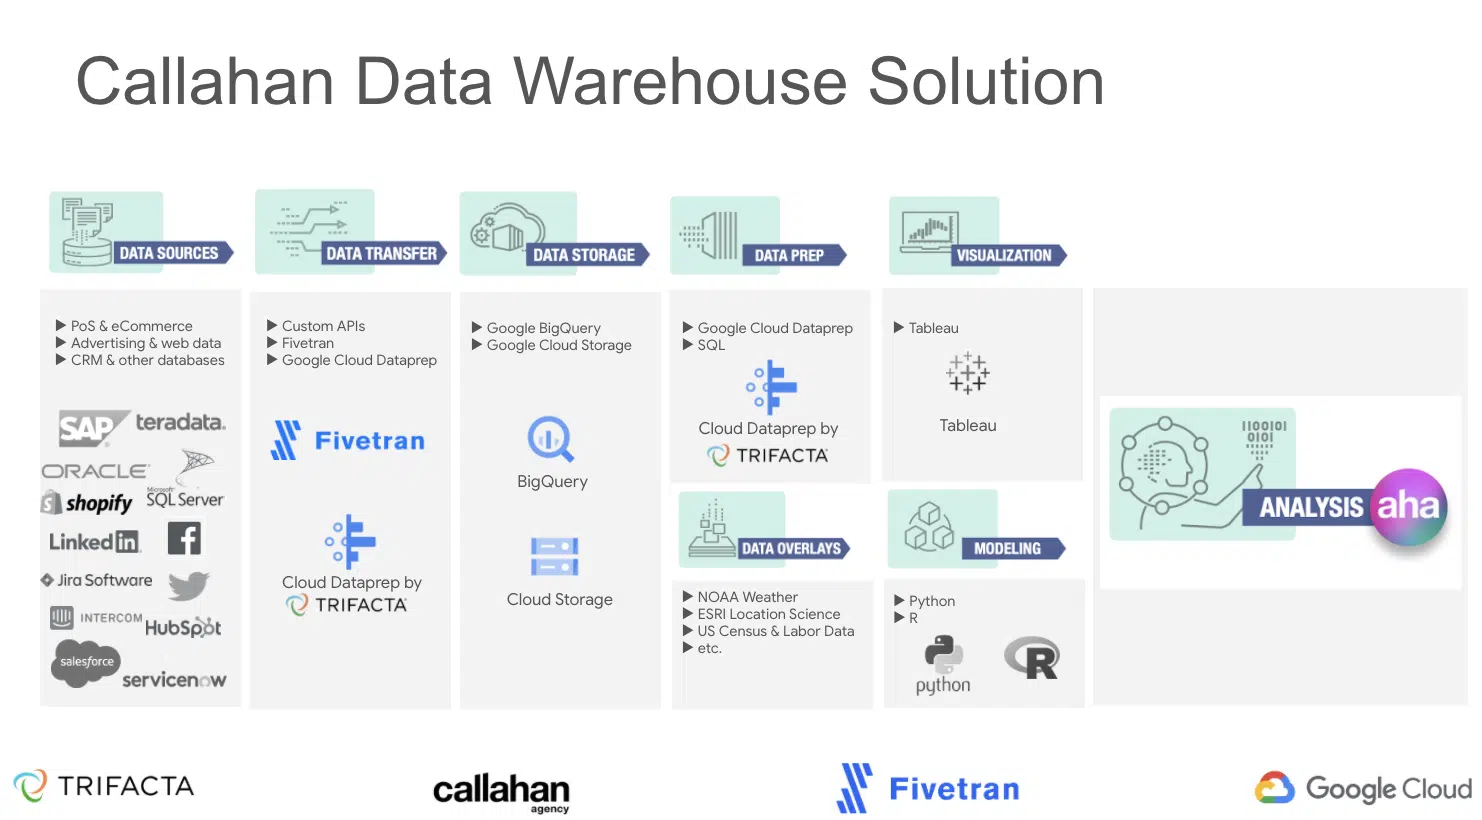 Callahan Data Warehouse Solution
DATA SOURCES
PoS & eCommerce
Advertising & web data
CRM & other databases
SAP
teradata.
ORACLE
Microsoft
SQL Server
shopify
Linkedin
f
Jira Software
INTERCOM
HubSpot
salesforce
servicenow
DATA TRANSFER
Custom APIs
Fivetran
Google Cloud Dataprep
Fivetran
Cloud Dataprep by
TRIFACTA
DATA STORAGE
Google BigQuery
Google Cloud Storage
BigQuery
Cloud Storage
DATA PREP
Google Cloud Dataprep
SQL
Cloud Dataprep by
TRIFACTA
DATA OVERLAYS
NOAA Weather
ESRI Location Science
US Census & Labor Data
etc.
VISUALIZATION
Tableau
Tableau
MODELING
Python
R
python
R
1100101
0101
ANALYSIS
aha
TRIFACTA
callahan
agency
Fivetran
Google Cloud